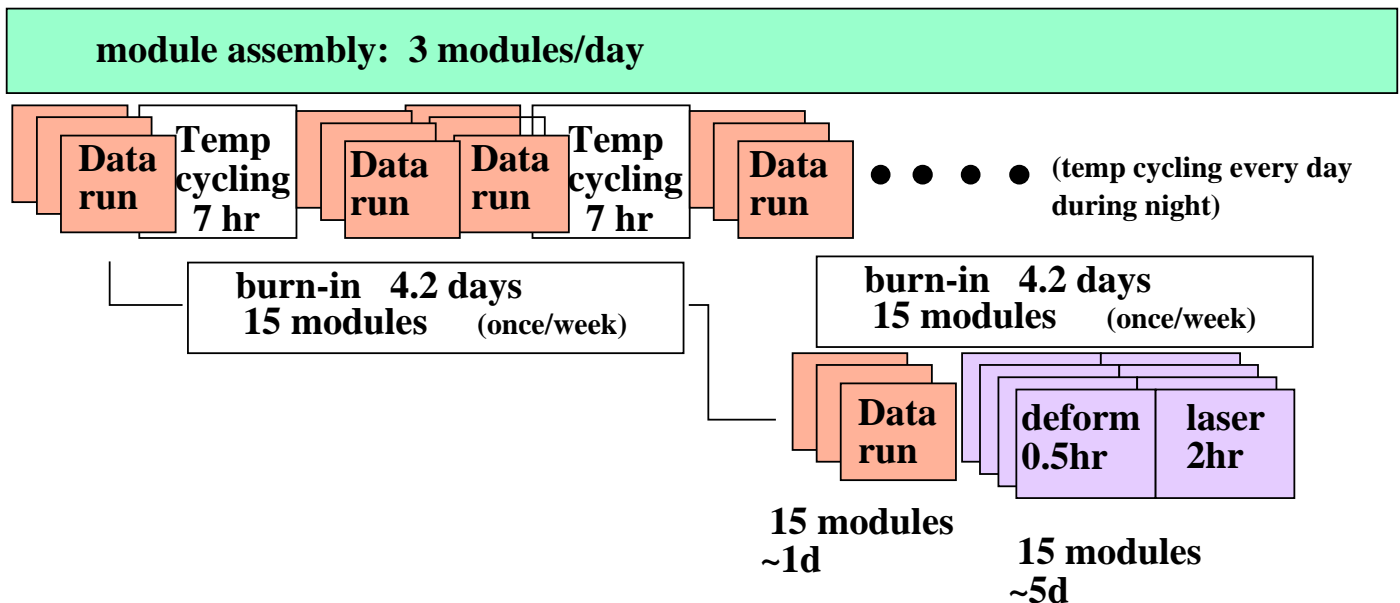 module assembly: 3 modules/day
Data
run
Temp
cycling
7 hr
Data
run
Data
run
Temp
cycling
7 hr
Data
run
(temp cycling every day
during night)
burn-in 4.2 days
15 modules (once/week)
burn-in 4.2 days
15 modules (once/week)
Data
run
deform
0.5hr
laser
2hr
15 modules
~1d
15 modules
~5d